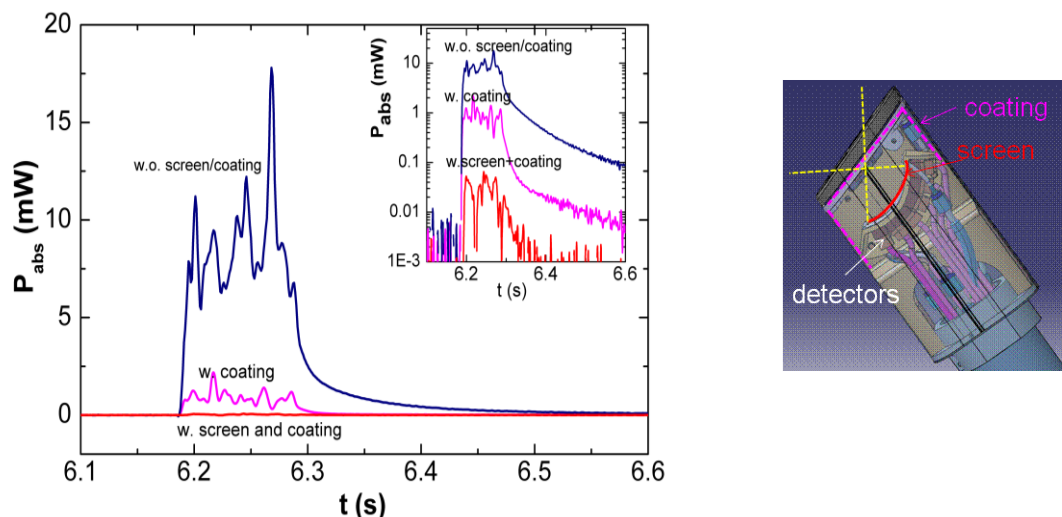 20
15
10
5
0
P_abs (mW)
w.o. screen/coating
w. coating
w. screen and coating
6.1 6.2 6.3 6.4 6.5 6.6
t (s)
10
1
0.1
0.01
1E-3
P_abs (mW)
w.o. screen/coating
w. coating
w.screen+coating
6.2 6.4 6.6
t (s)
coating
screen
detectors